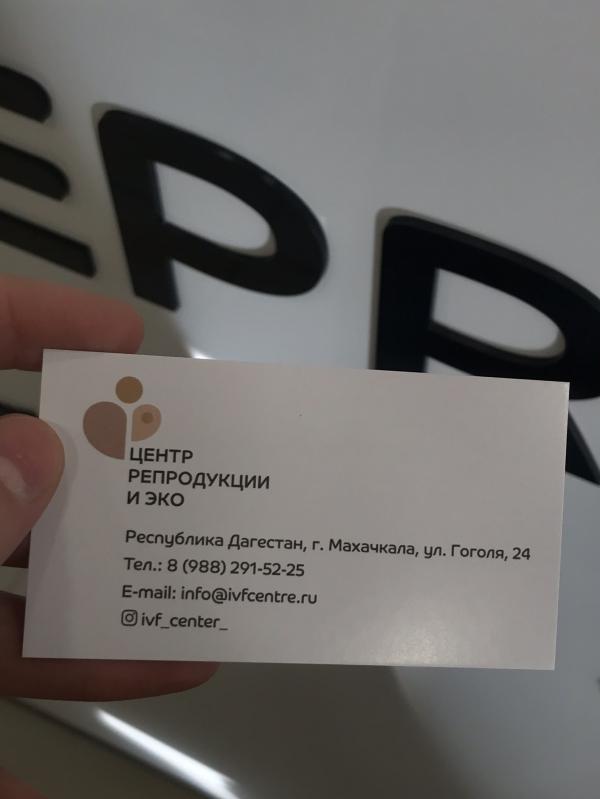 EPR
ЦЕНТР
РЕПРОДУКЦИИ
И ЭКО
Республика Дагестан, г. Махачкала, ул. Гоголя, 24
Тел.: 8 (988) 291-52-25
E-mail: info@ivfcentre.ru
ivf_center_